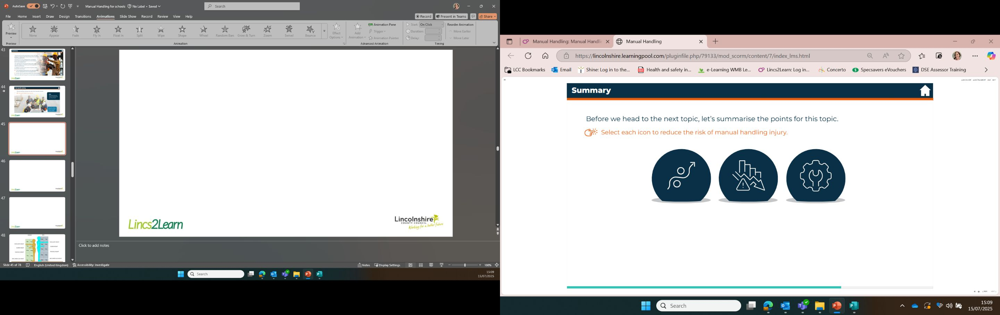 AutoSave
Manual Handling for schools
No Label • Saved
Search
File Home Insert Draw Design Transitions Animations Slide Show Record Review View Help
Record
Present in Teams
Share
Preview
None Appear Fade Fly In Float In Split Wipe Shape Wheel Random Bars Grow & Turn Zoom Swivel Bounce
Effect Options
Add Animation
Animation Pane
Trigger
Animation Painter
Start: On Click
Duration:
Delay:
Reorder Animation
Move Earlier
Move Later
Preview Animation Advanced Animation Timing
43
Summary
44
45
46
47
48
Lincs2Learn
Lincolnshire
COUNTY COUNCIL
Working for a better future
Click to add notes
Slide 45 of 78 English (United Kingdom) Accessibility: Investigate
Notes Display Settings 100%
Search
15:09
15/07/2025
Manual Handling: Manual Handlin
Manual Handling
https://lincolnshire.learningpool.com/pluginfile.php/79133/mod_scorm/content/7/index_lms.html
LCC Bookmarks Email Shine: Log in to the... Health and safety in... e-Learning WMB Le... Lincs2Learn: Log in... Concerto Specsavers eVouchers DSE Assessor Training
Summary
Before we head to the next topic, let's summarise the points for this topic.
Select each icon to reduce the risk of manual handling injury.
Search
15:09
15/07/2025